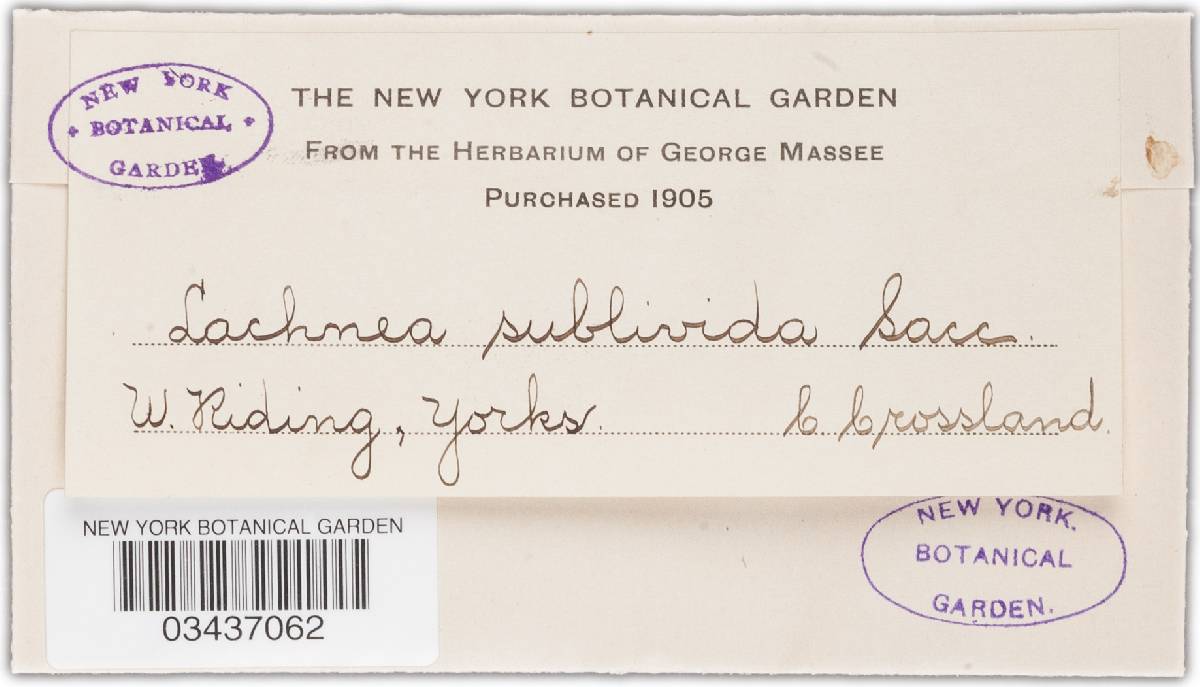 NEW YORK
BOTANICAL
GARDEN
THE NEW YORK BOTANICAL GARDEN
FROM THE HERBARIUM OF GEORGE MASSEE
PURCHASED 1905
Lachnea sublivida Sacc.
W. Riding, Yorks. C Crossland.
NEW YORK BOTANICAL GARDEN
03437062
NEW YORK.
BOTANICAL
GARDEN.